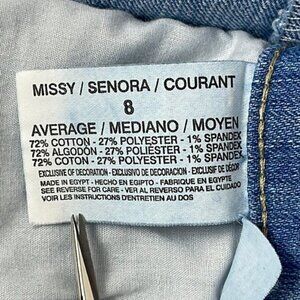 MISSY / SENORA / COURANT
8
AVERAGE / MEDIANO / MOYEN
72% COTTON - 27% POLYESTER - 1% SPANDEX
72% ALGODÓN - 27% POLIÉSTER - 1% SPANDEX
72% COTON - 27% POLYESTER - 1% SPANDEX
EXCLUSIVE OF DECORATION - EXCLUSIVO DE DECORACION - EXCLUSIF DE DÉCOR
MADE IN EGYPT - HECHO EN EGIPTO - FABRIQUE EN EGYPTE
SEE REVERSE FOR CARE - VER AL REVERSO PARA EL CUIDADO
VOIR LES INSTRUCTIONS D'ENTRETIEN AU DOS